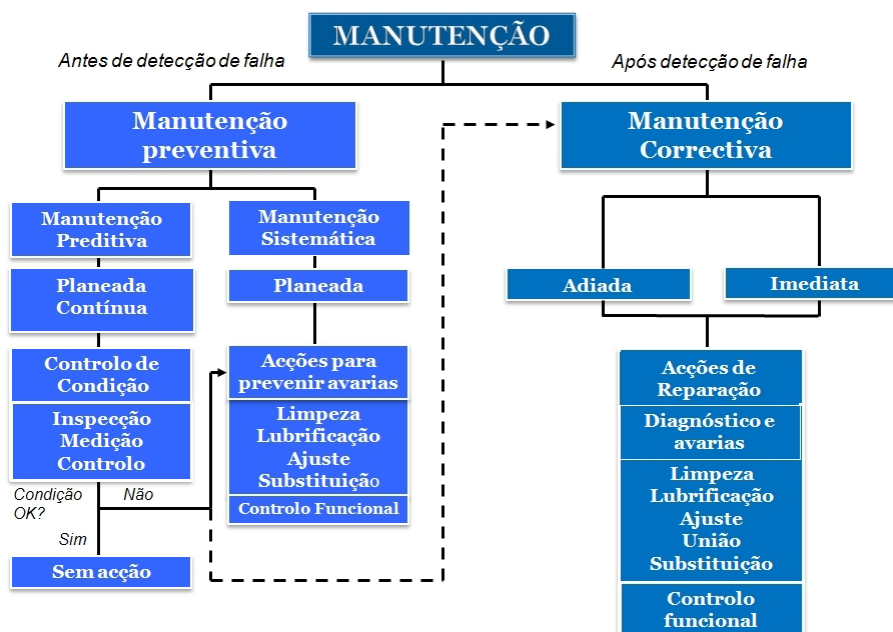 MANUTENÇÃO
Antes de detecção de falha
Após detecção de falha
Manutenção
preventiva
Manutenção
Correctiva
Manutenção
Preditiva
Manutenção
Sistemática
Planeada
Contínua
Planeada
Adiada
Imediata
Controlo de
Condição
Inspecção
Medição
Controlo
Acções para
prevenir avarias
Limpeza
Lubrificação
Ajuste
Substituição
Controlo Funcional
Condição
OK?
Não
Sim
Sem acção
Acções de
Reparação
Diagnóstico e
avarias
Limpeza
Lubrificação
Ajuste
União
Substituição
Controlo
funcional